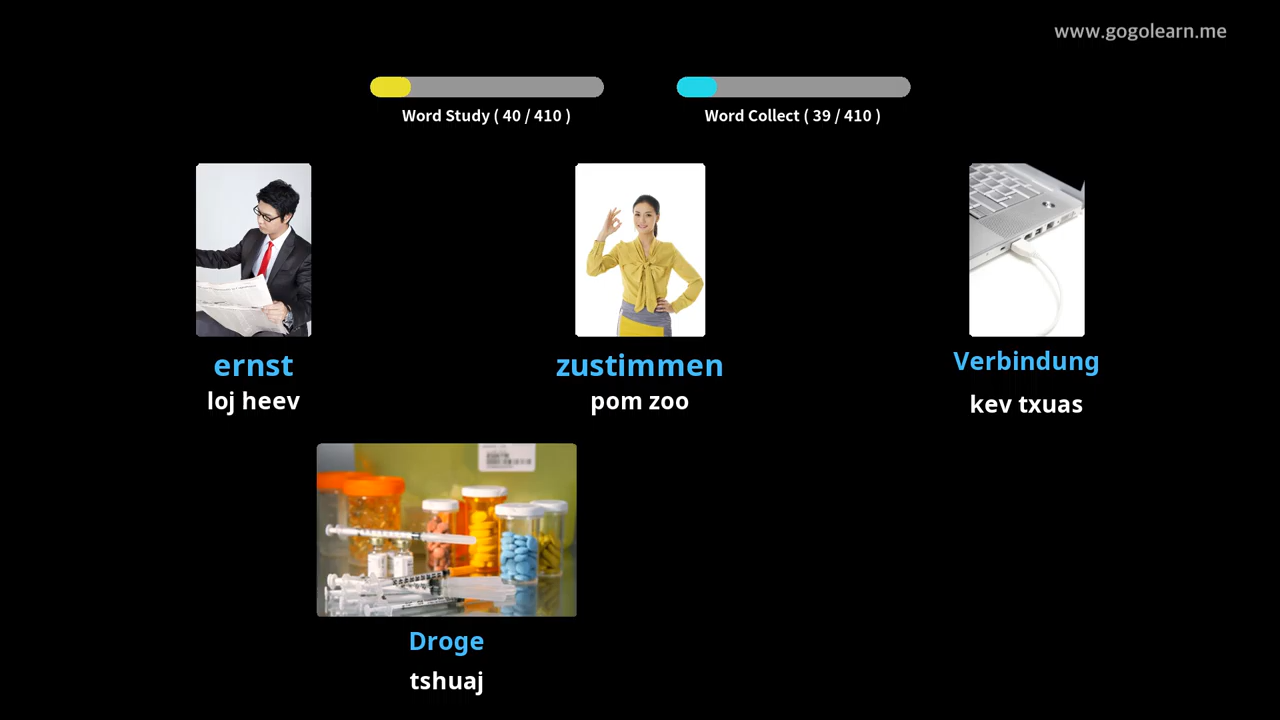 www.gogolearn.me
Word Study ( 40 / 410 )
Word Collect ( 39 / 410 )
ernst
loj heev
zustimmen
pom zoo
Verbindung
kev txuas
Droge
tshuaj